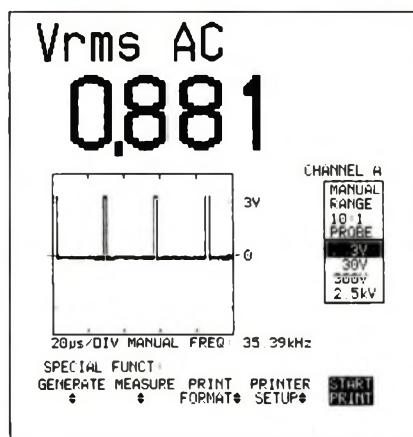 Vrms AC
0.881
CHANNEL A
MANUAL
RANGE
10:1
PROBE
3V
30V
300V
2.5kV
3V
0
20µs/DIV MANUAL FREQ: 35.39kHz
SPECIAL FUNCT:
GENERATE MEASURE PRINT FORMAT PRINTER SETUP START PRINT